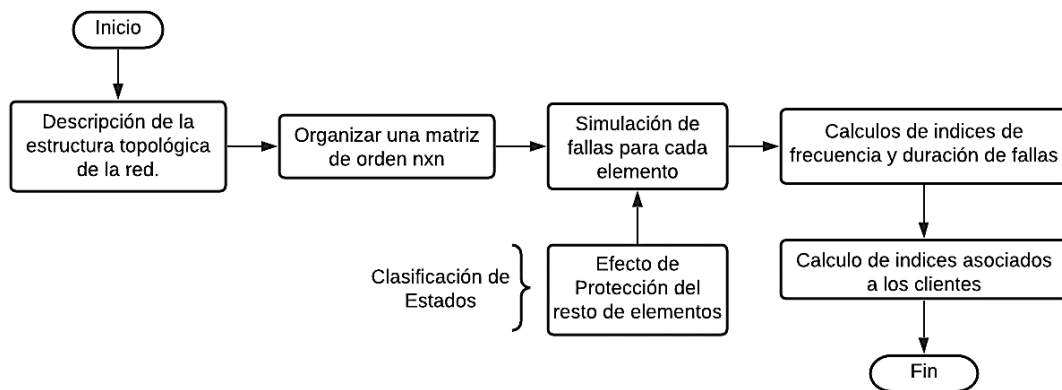 Inicio
Descripción de la
estructura topológica
de la red.
Organizar una matriz
de orden nxn
Simulación de
fallas para cada
elemento
Calculos de indices de
frecuencia y duración de fallas
Clasificación de
Estados
Efecto de
Protección del
resto de elementos
Calculo de indices asociados
a los clientes
Fin